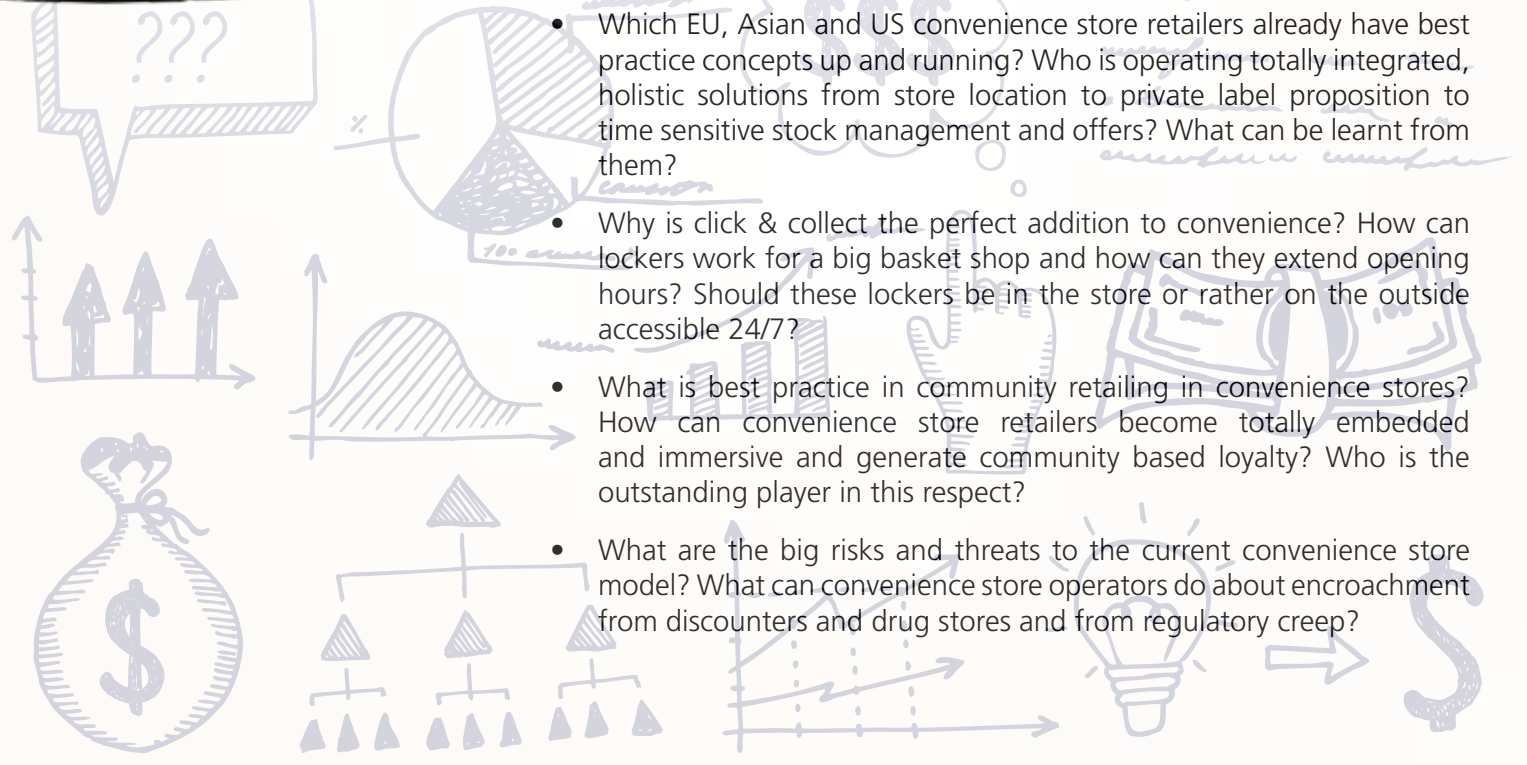 ???
%
$$$
• Which EU, Asian and US convenience store retailers already have best
practice concepts up and running? Who is operating totally integrated,
holistic solutions from store location to private label proposition to
time sensitive stock management and offers? What can be learnt from
them?
• Why is click & collect the perfect addition to convenience? How can
lockers work for a big basket shop and how can they extend opening
hours? Should these lockers be in the store or rather on the outside
accessible 24/7?
• What is best practice in community retailing in convenience stores?
How can convenience store retailers become totally embedded
and immersive and generate community based loyalty? Who is the
outstanding player in this respect?
• What are the big risks and threats to the current convenience store
model? What can convenience store operators do about encroachment
from discounters and drug stores and from regulatory creep?
100
100
$
$